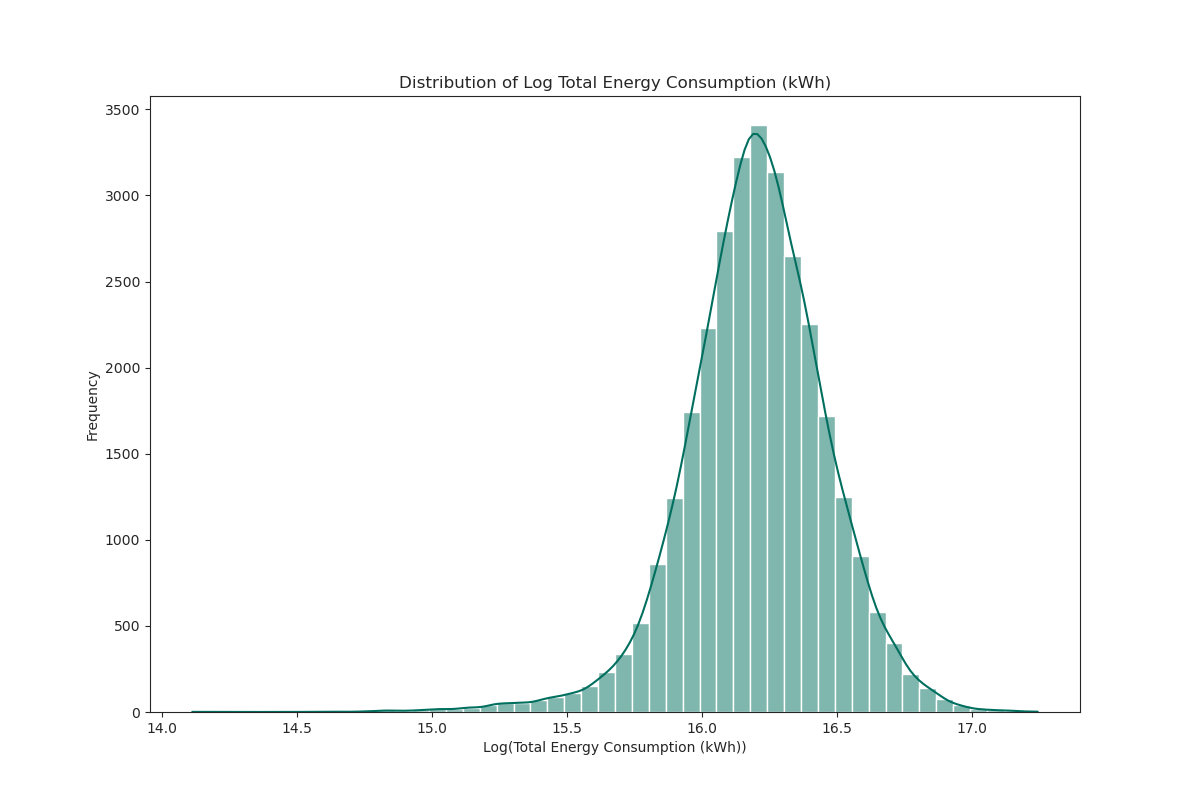 Distribution of Log Total Energy Consumption (kWh)
3500
3000
2500
2000
1500
1000
500
0
Frequency
14.0 14.5 15.0 15.5 16.0 16.5 17.0
Log(Total Energy Consumption (kWh))